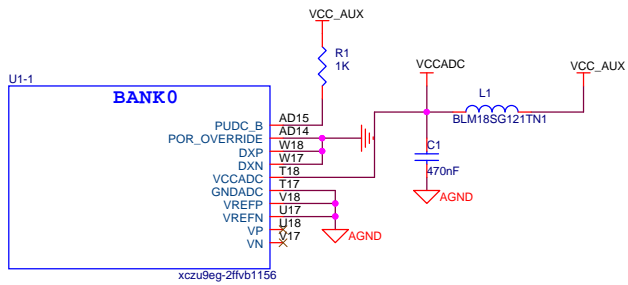 VCC_AUX
R1
1K
U1-1
BANK0
VCCADC
L1
BLM18SG121TN1
VCC_AUX
PUDC_B AD15
POR_OVERRIDE AD14
DXP W18
DXN W17
VCCADC T18
GNDADC T17
VREFP V18
VREFN U17
VP U18
VN V17
C1
470nF
AGND
AGND
xczu9eg-2ffvb1156